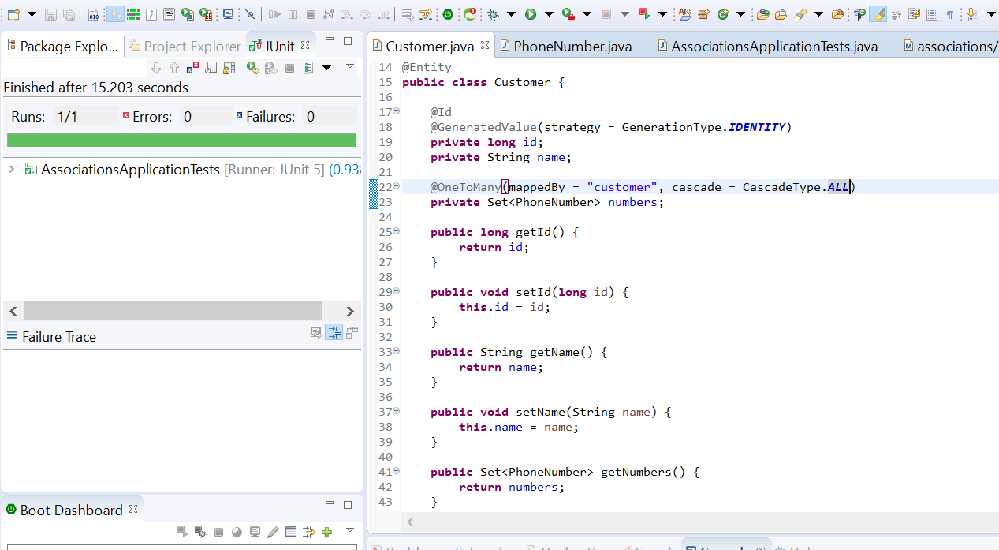 Package Explo...
Project Explorer
JUnit
Finished after 15.203 seconds
Runs: 1/1
Errors: 0
Failures: 0
AssociationsApplicationTests [Runner: JUnit 5]
Failure Trace
Boot Dashboard
Customer.java
PhoneNumber.java
AssociationsApplicationTests.java
associations/
14 @Entity
15 public class Customer {
16
17 @Id
18 @GeneratedValue(strategy = GenerationType.IDENTITY)
19 private long id;
20 private String name;
21
22 @OneToMany(mappedBy = "customer", cascade = CascadeType.ALL)
23 private Set<PhoneNumber> numbers;
24
25 public long getId() {
26 return id;
27 }
28
29 public void setId(long id) {
30 this.id = id;
31 }
32
33 public String getName() {
34 return name;
35 }
36
37 public void setName(String name) {
38 this.name = name;
39 }
40
41 public Set<PhoneNumber> getNumbers() {
42 return numbers;
43 }